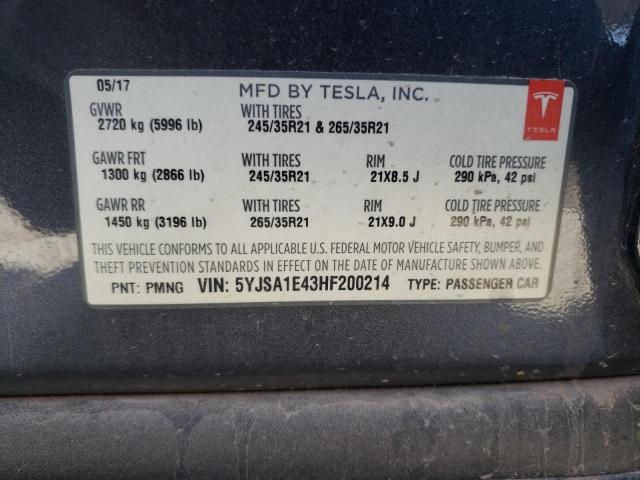 05/17 MFD BY TESLA, INC.
GVWR WITH TIRES
2720 kg (5996 lb) 245/35R21 & 265/35R21
TESLA
GAWR FRT WITH TIRES RIM COLD TIRE PRESSURE
1300 kg (2866 lb) 245/35R21 21X8.5 J 290 kPa, 42 psi
GAWR RR WITH TIRES RIM COLD TIRE PRESSURE
1450 kg (3196 lb) 265/35R21 21X9.0 J 290 kPa, 42 psi
THIS VEHICLE CONFORMS TO ALL APPLICABLE U.S. FEDERAL MOTOR VEHICLE SAFETY, BUMPER, AND
THEFT PREVENTION STANDARDS IN EFFECT ON THE DATE OF MANUFACTURE SHOWN ABOVE.
PNT: PMNG VIN: 5YJSA1E43HF200214 TYPE: PASSENGER CAR